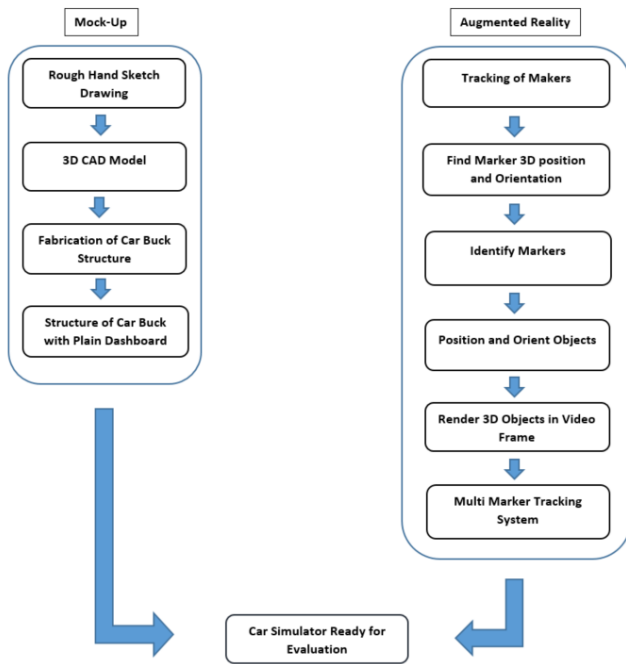 Mock-Up
Rough Hand Sketch
Drawing
3D CAD Model
Fabrication of Car Buck
Structure
Structure of Car Buck
with Plain Dashboard
Augmented Reality
Tracking of Makers
Find Marker 3D position
and Orientation
Identify Markers
Position and Orient Objects
Render 3D Objects in Video
Frame
Multi Marker Tracking
System
Car Simulator Ready for
Evaluation